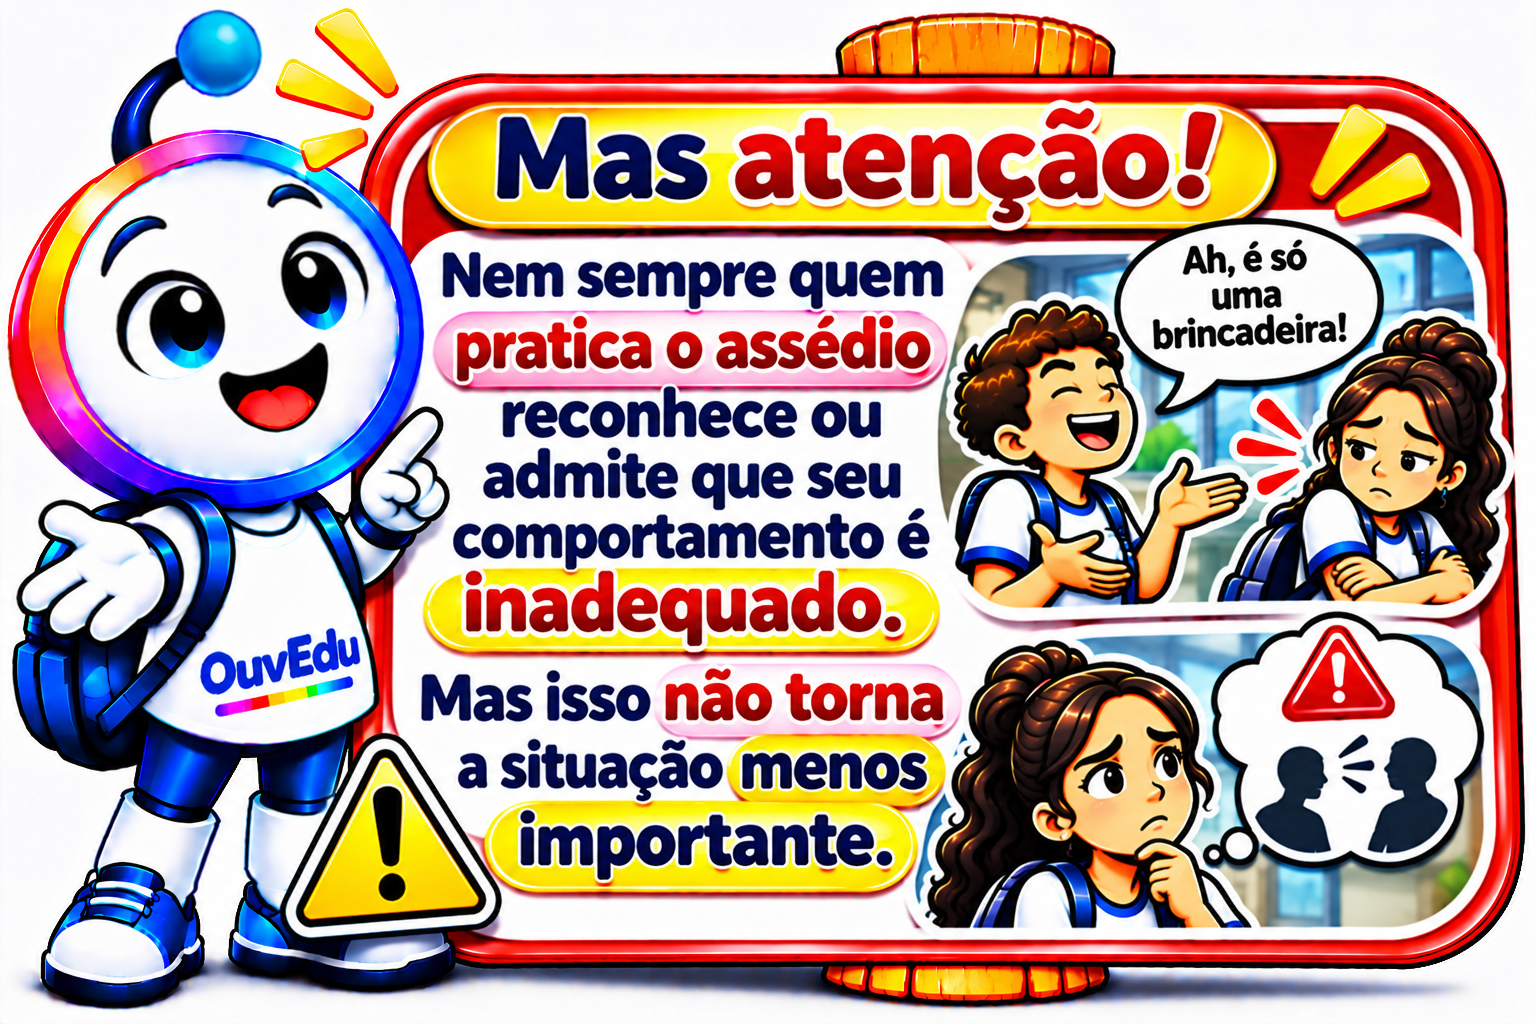 Mas atenção!
Nem sempre quem
pratica o assédio
reconhece ou
admite que seu
comportamento é
inadequado.
Mas isso não torna
a situação menos
importante.
Ah, é só
uma
brincadeira!
OuvEdu